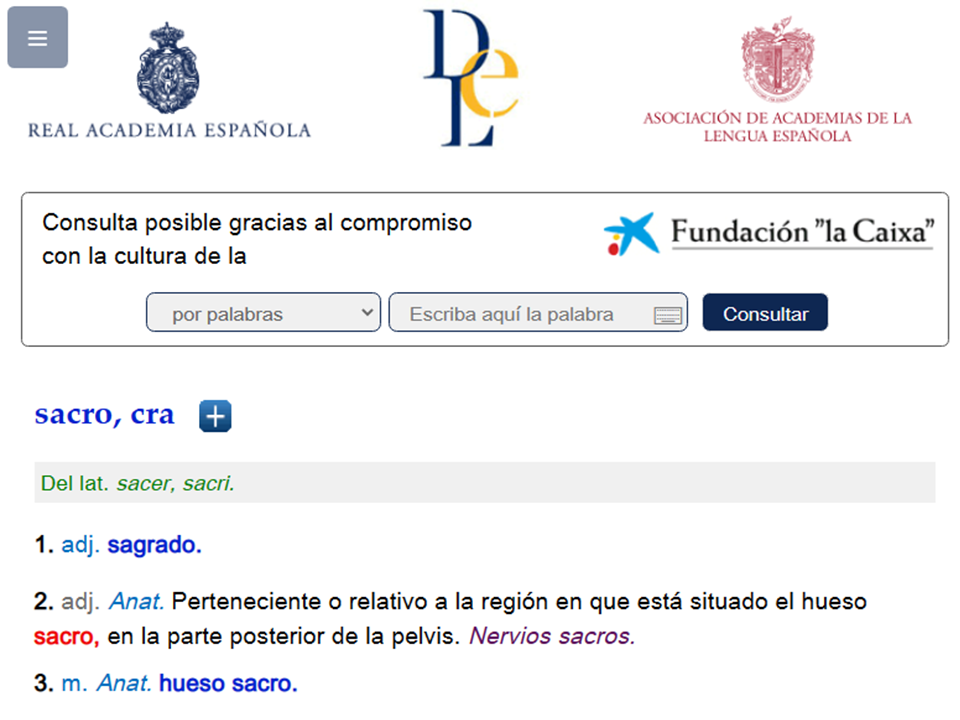 REAL ACADEMIA ESPAÑOLA
DLe
ASOCIACIÓN DE ACADEMIAS DE LA
LENGUA ESPAÑOLA
Consulta posible gracias al compromiso
con la cultura de la
Fundación "la Caixa"
por palabras
Escriba aquí la palabra
Consultar
sacro, cra
Del lat. sacer, sacri.
1. adj. sagrado.
2. adj. Anat. Perteneciente o relativo a la región en que está situado el hueso
sacro, en la parte posterior de la pelvis. Nervios sacros.
3. m. Anat. hueso sacro.